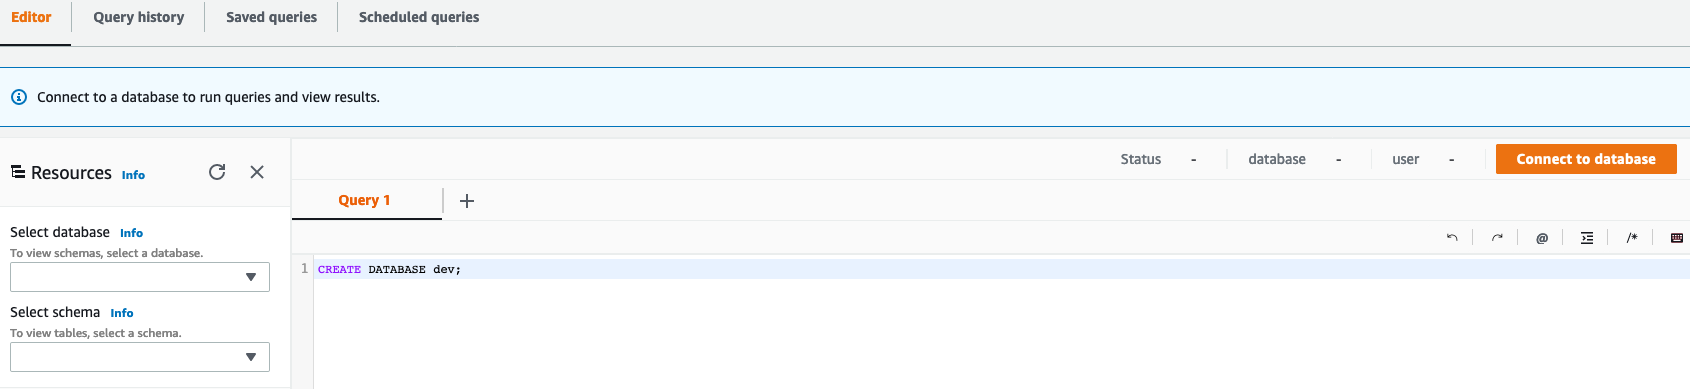 Editor
Query history
Saved queries
Scheduled queries
Connect to a database to run queries and view results.
Resources Info
Status -
database -
user -
Connect to database
Query 1 +
Select database Info
To view schemas, select a database.
@ /*
1 CREATE DATABASE dev;
Select schema Info
To view tables, select a schema.